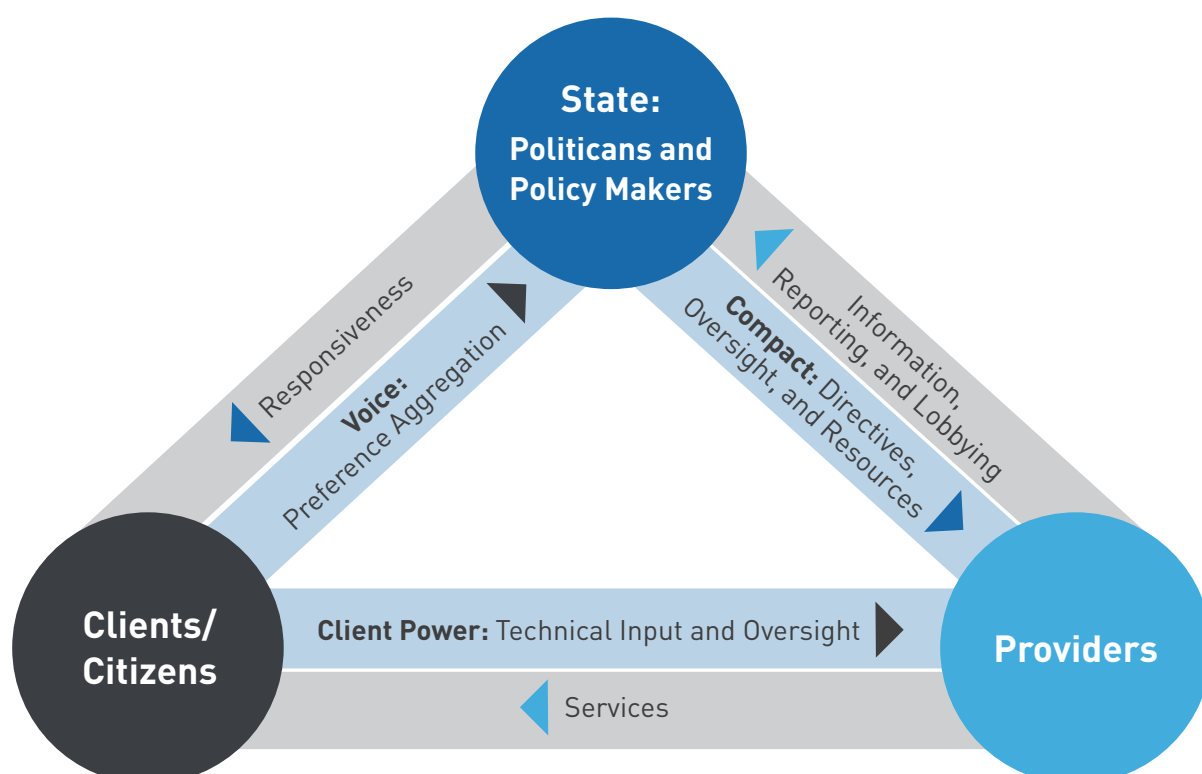 State:
Politicans and
Policy Makers
Responsiveness
Voice:
Preference Aggregation
Information,
Reporting, and Lobbying
Compact: Directives,
Oversight, and Resources
Clients/
Citizens
Client Power: Technical Input and Oversight
Providers
Services